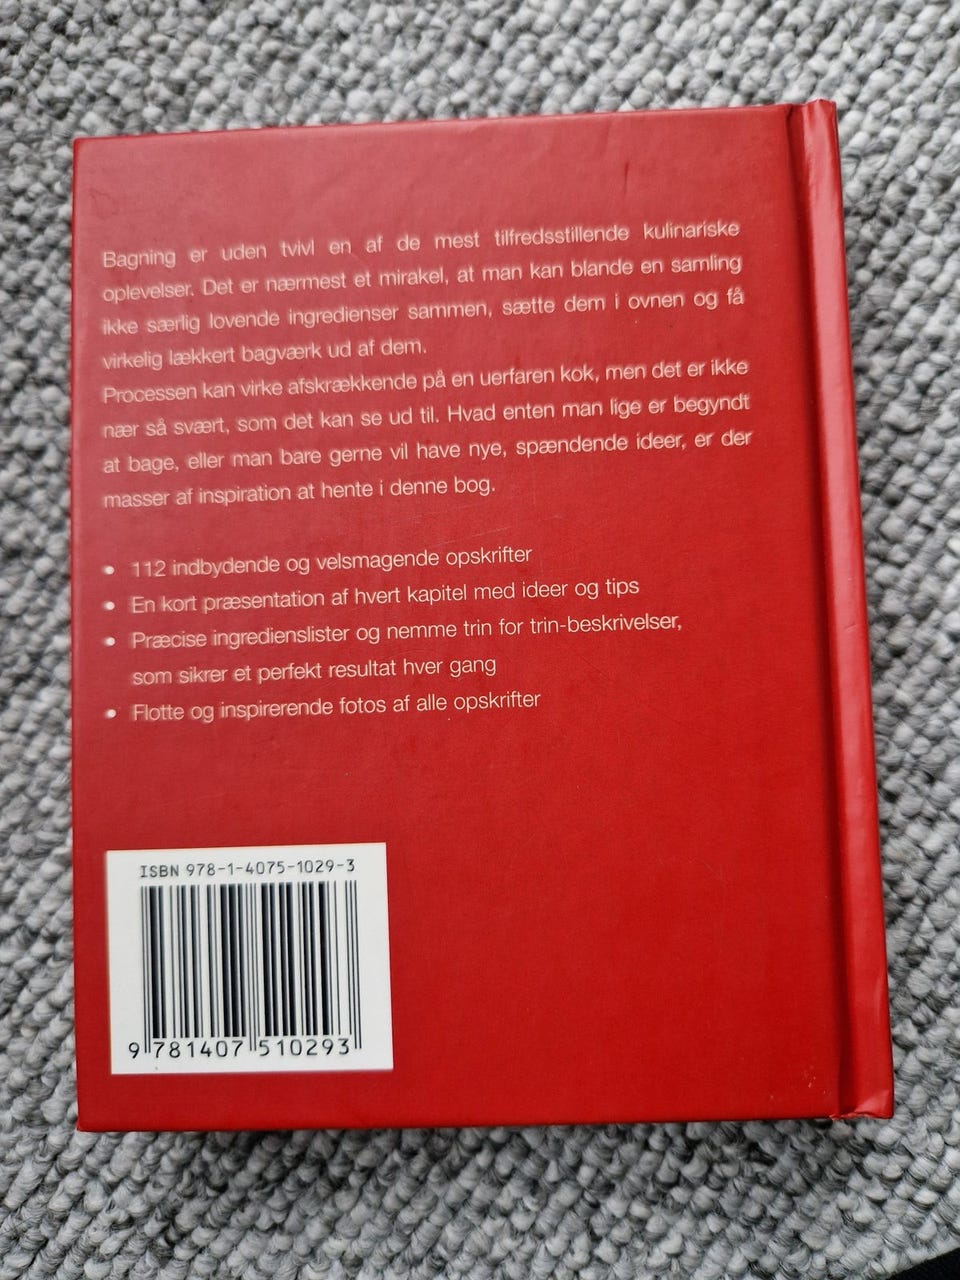 Bagning er uden tvivl en af de mest tilfredsstillende kulinariske
oplevelser. Det er nærmest et mirakel, at man kan blande en samling
ikke særlig lovende ingredienser sammen, sætte dem i ovnen og få
virkelig lækkert bagværk ud af dem.
Processen kan virke afskrækkende på en uerfaren kok, men det er ikke
nær så svært, som det kan se ud til. Hvad enten man lige er begyndt
at bage, eller man bare gerne vil have nye, spændende ideer, er der
masser af inspiration at hente i denne bog.
• 112 indbydende og velsmagende opskrifter
• En kort præsentation af hvert kapitel med ideer og tips
• Præcise ingredienslister og nemme trin for trin-beskrivelser,
som sikrer et perfekt resultat hver gang
• Flotte og inspirerende fotos af alle opskrifter
ISBN 978-1-4075-1029-3
9 781407 510293